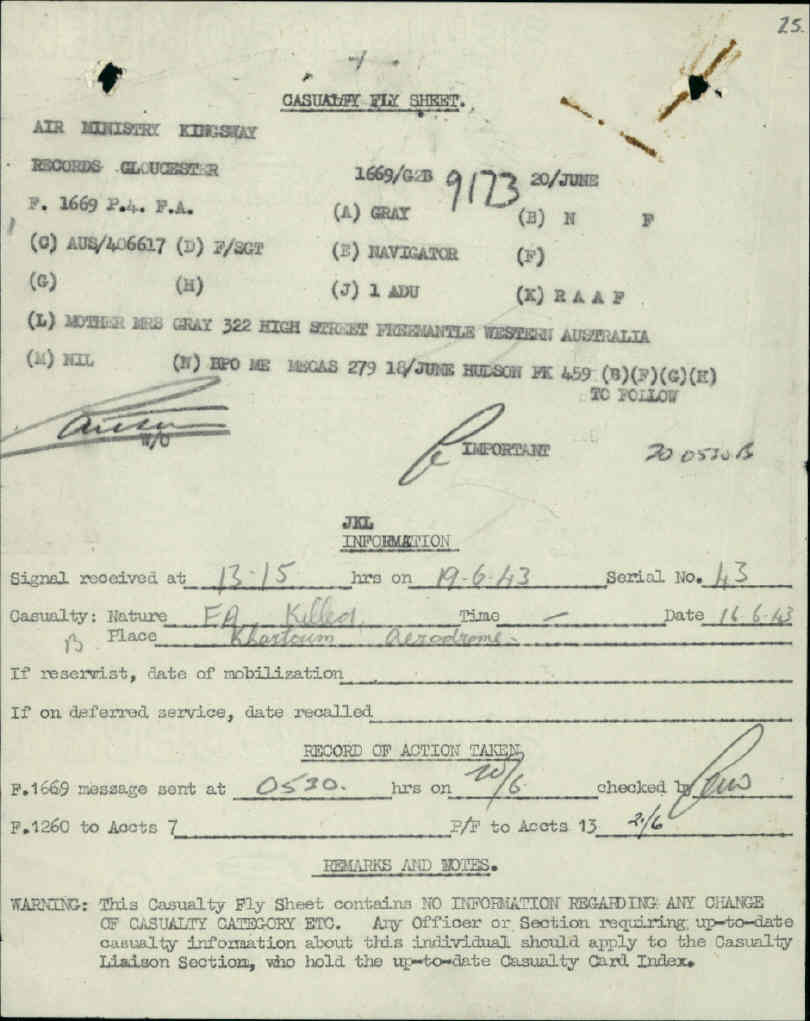 25.
CASUALTY FLY SHEET.
AIR MINISTRY KINGSWAY
RECORDS GLOUCESTER 1669/G2B 9173 20/JUNE
F. 1669 P.4. F.A. (A) GRAY (B) N F
(C) AUS/406617 (D) F/SGT (E) NAVIGATOR (F)
(G) (H) (J) 1 ADU (K) R A A F
(L) MOTHER MRS GRAY 322 HIGH STREET FREEMANTLE WESTERN AUSTRALIA
(M) NIL (N) HPO ME MECAS 279 18/JUNE HUDSON FK 459 (B)(F)(G)(H)
TO FOLLOW
W/O
IMPORTANT 20 0530 B
JKL
INFORMATION
Signal received at 13-15 hrs on 19-6-43 Serial No. 43
Casualty: Nature FA Killed. Time — Date 16-6-43
B Place Khartoum Aerodrome.
If reservist, date of mobilization
If on deferred service, date recalled
RECORD OF ACTION TAKEN
F.1669 message sent at 0530. hrs on 20/6 checked by
F.1260 to Accts 7 P/F to Accts 13 21/6
REMARKS AND NOTES.
WARNING: This Casualty Fly Sheet contains NO INFORMATION REGARDING ANY CHANGE
OF CASUALTY CATEGORY ETC. Any Officer or Section requiring up-to-date
casualty information about this individual should apply to the Casualty
Liaison Section, who hold the up-to-date Casualty Card Index.